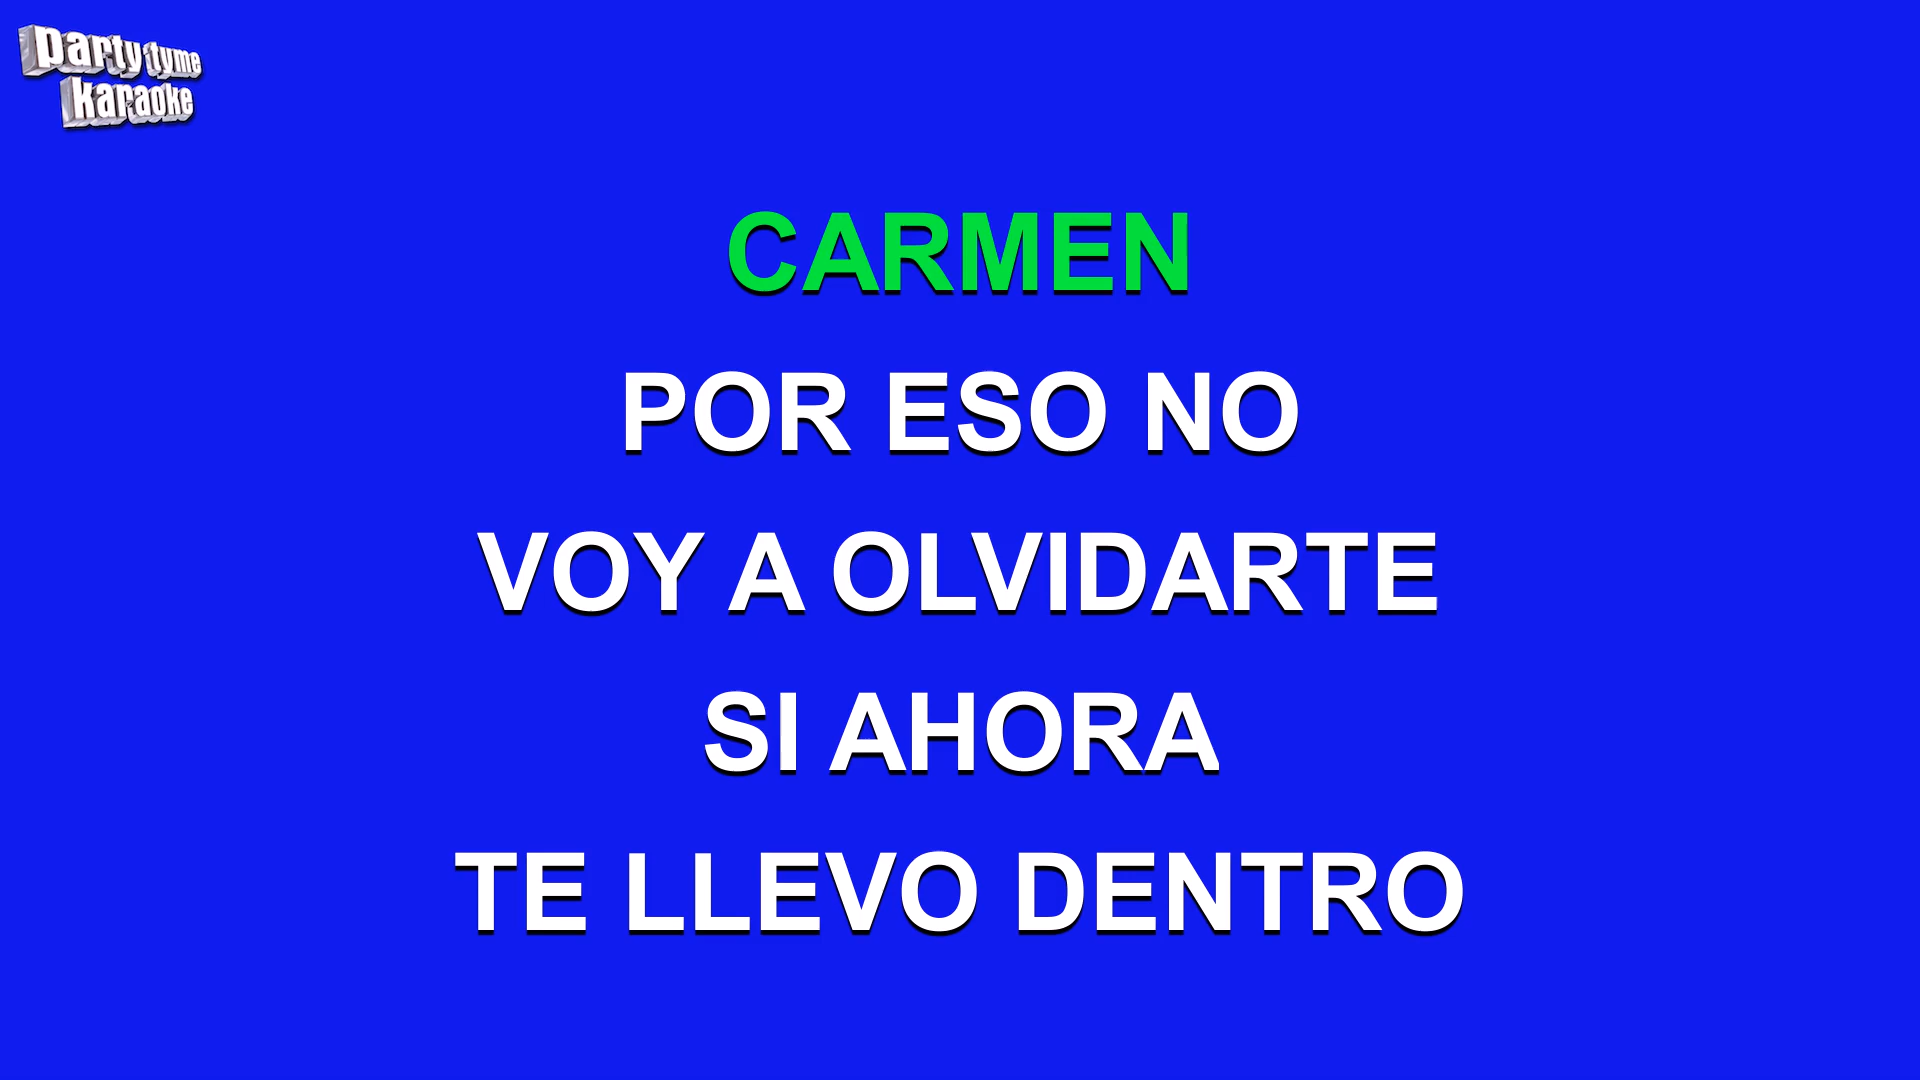 party tyme
karaoke
CARMEN
POR ESO NO
VOY A OLVIDARTE
SI AHORA
TE LLEVO DENTRO